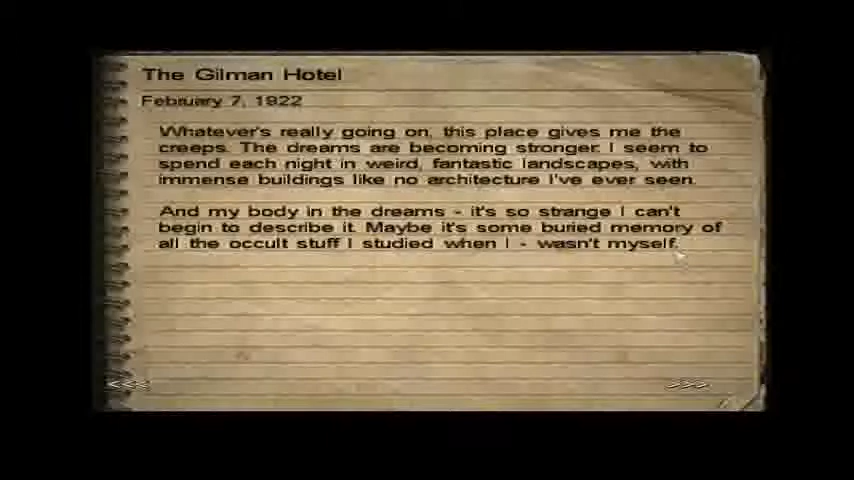 The Gilman Hotel
February 7, 1922
Whatever's really going on, this place gives me the
creeps. The dreams are becoming stronger. I seem to
spend each night in weird, fantastic landscapes, with
immense buildings like no architecture I've ever seen.
And my body in the dreams - it's so strange I can't
begin to describe it. Maybe it's some buried memory of
all the occult stuff I studied when I - wasn't myself.